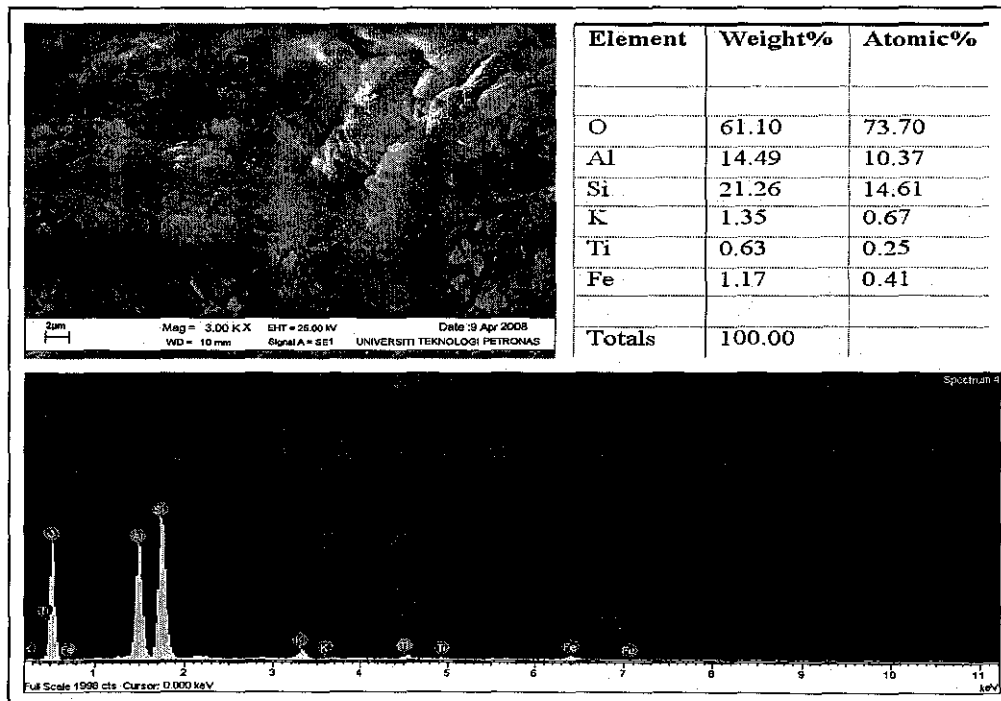 Element Weight% Atomic%
O 61.10 73.70
Al 14.49 10.37
Si 21.26 14.61
K 1.35 0.67
Ti 0.63 0.25
Fe 1.17 0.41
Totals 100.00
2µm
Mag = 3.00 K X EHT = 25.00 kV Date :9 Apr 2008
WD = 10 mm Signal A = SE1 UNIVERSITI TEKNOLOGI PETRONAS
Spectrum 4
Si
O Al
K Ti Fe
Fe K Ti Fe
1 2 3 4 5 6 7 8 9 10 11
Full Scale 1998 cts Cursor: 0.000 keV keV